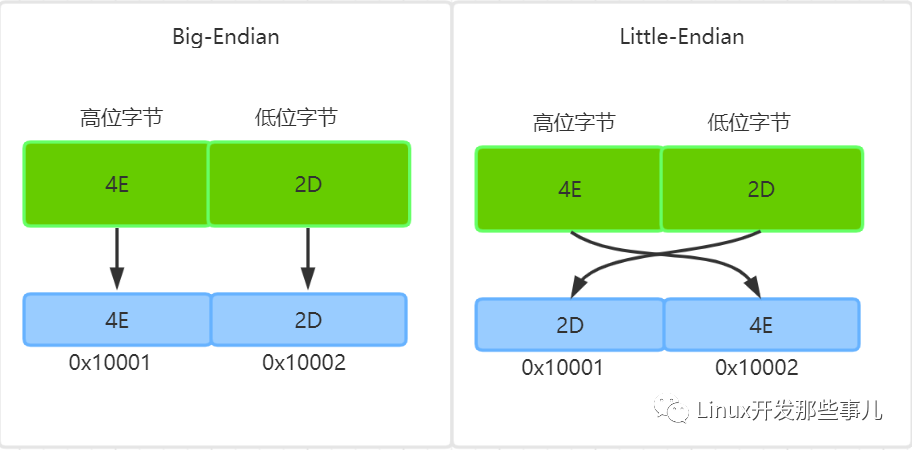 Big-Endian
高位字节 低位字节
4E 2D
4E 2D
0x10001 0x10002
Little-Endian
高位字节 低位字节
4E 2D
2D 4E
0x10001 0x10002
Linux开发那些事儿